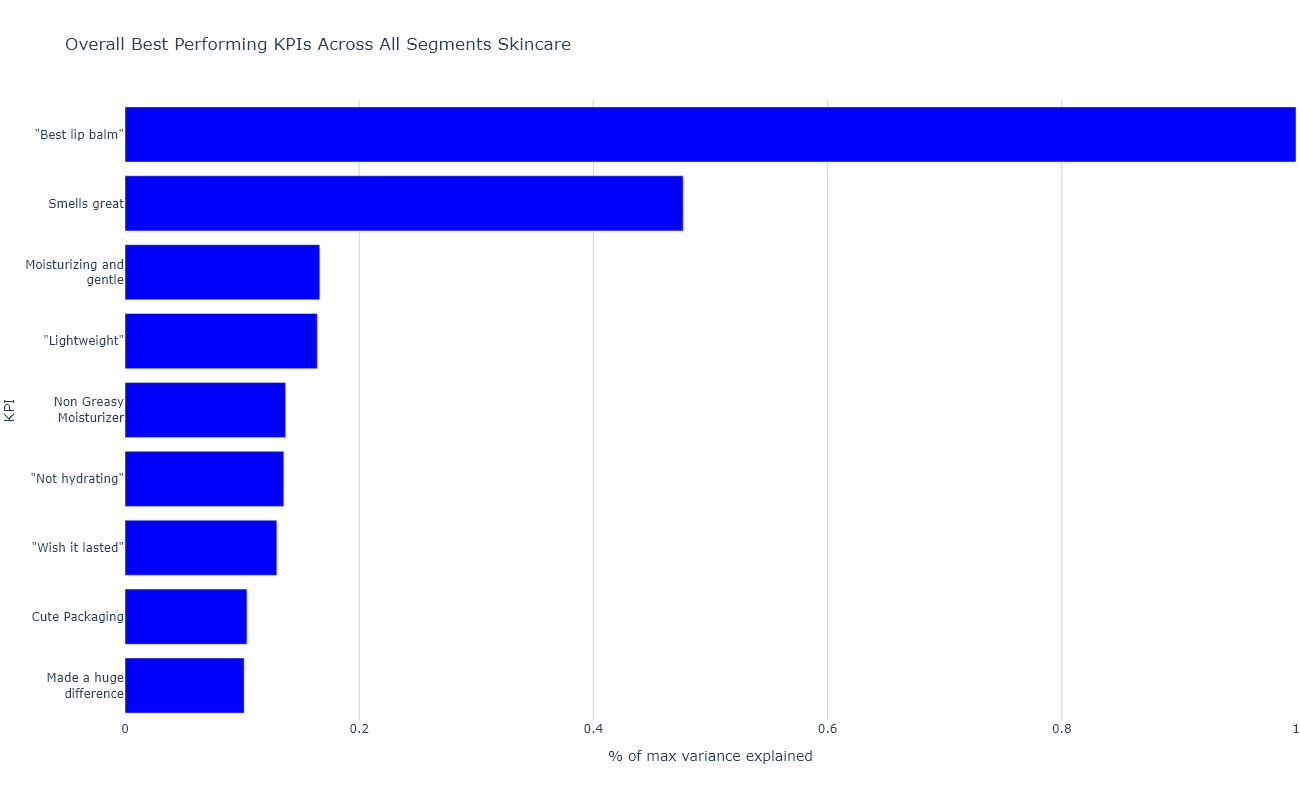 Overall Best Performing KPIs Across All Segments Skincare
"Best lip balm"
Smells great
Moisturizing and
gentle
"Lightweight"
Non Greasy
Moisturizer
"Not hydrating"
"Wish it lasted"
Cute Packaging
Made a huge
difference
KPI
0 0.2 0.4 0.6 0.8 1
% of max variance explained